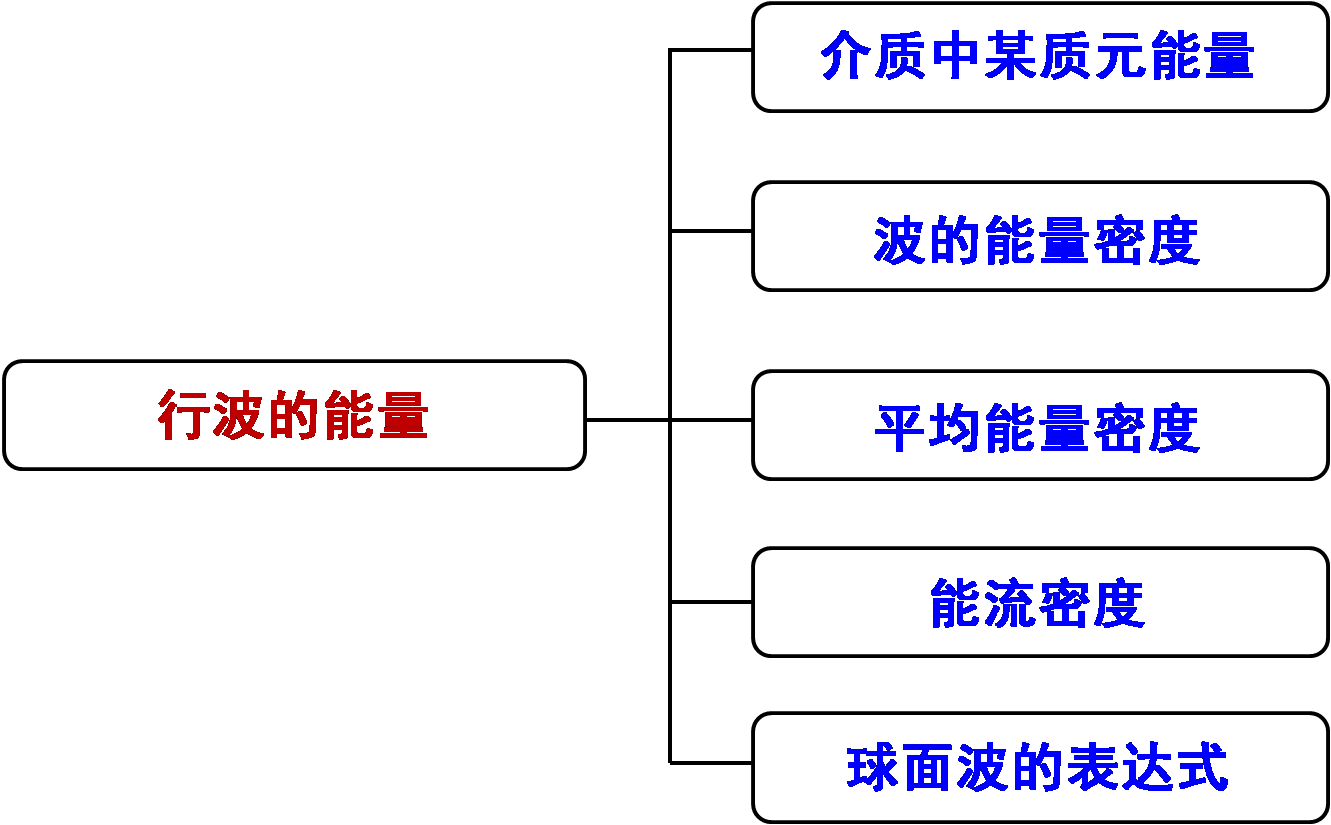 行波的能量
介质中某质元能量
波的能量密度
平均能量密度
能流密度
球面波的表达式